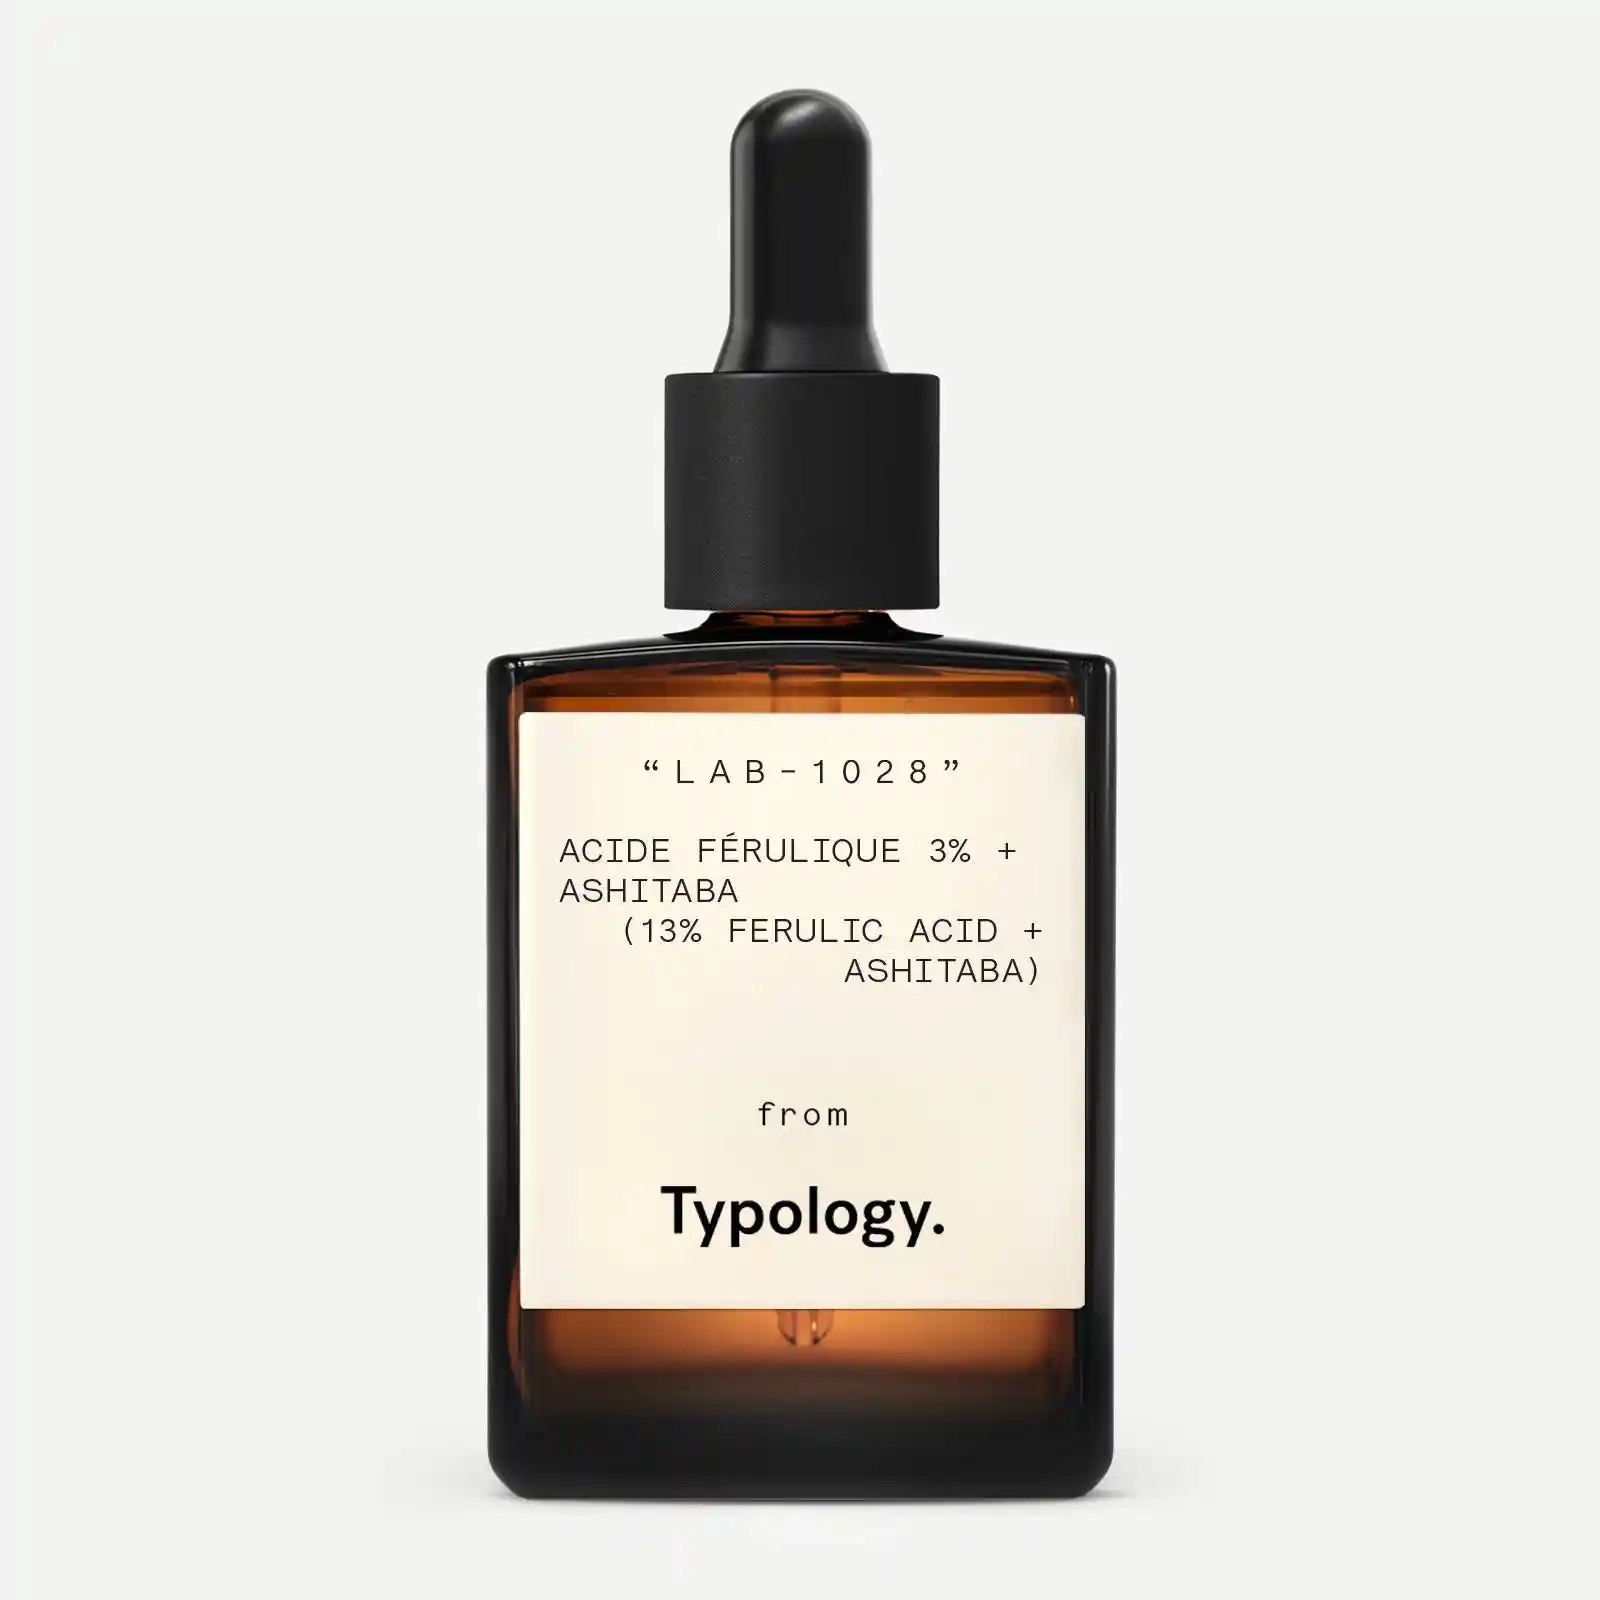 “LAB-1028”
ACIDE FÉRULIQUE 3% +
ASHITABA
(13% FERULIC ACID +
ASHITABA)
from
Typology.